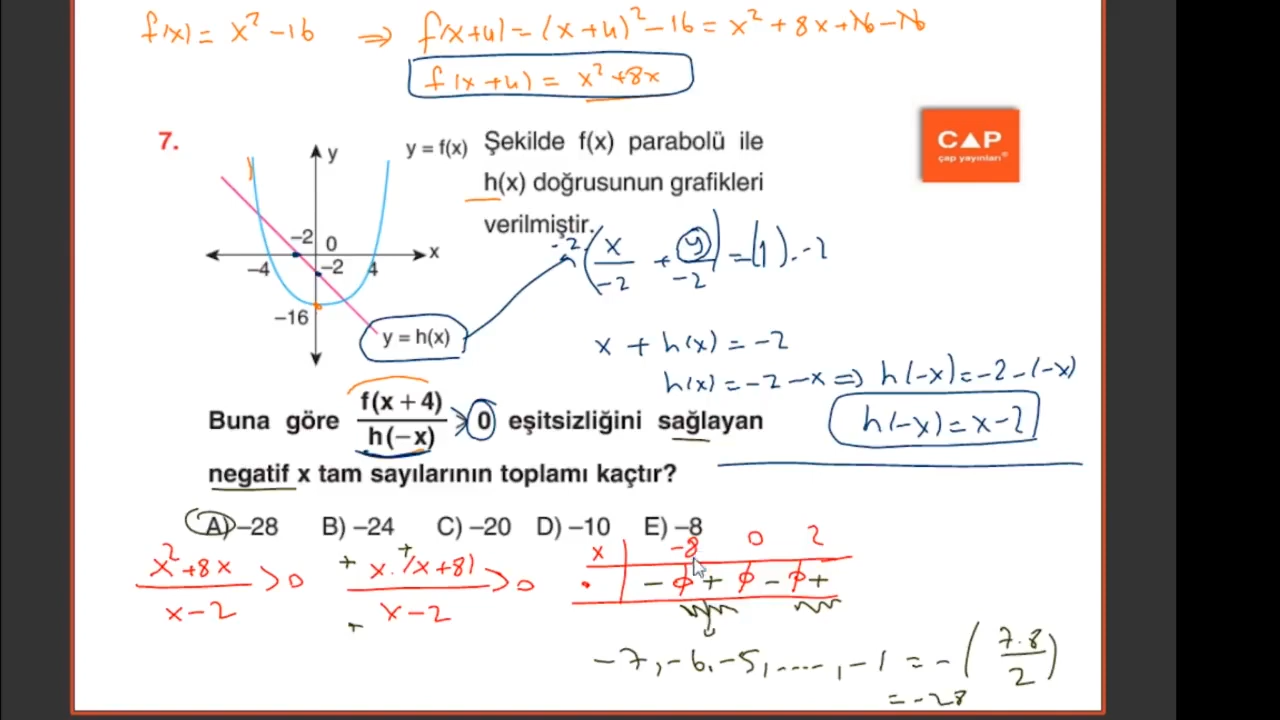 f(x) = x² - 16 ⇒ f(x+4) = (x+4)² - 16 = x² + 8x + 16 - 16
f(x+4) = x² + 8x
7.
y
y = f(x)
–2
0
x
–4
–2
4
–16
y = h(x)
Şekilde f(x) parabolü ile
h(x) doğrusunun grafikleri
verilmiştir.
CAP
çap yayınları
-2 (x/-2 + y/-2) = (1).-2
x + h(x) = -2
h(x) = -2 - x ⇒ h(-x) = -2 - (-x)
h(-x) = x - 2
Buna göre f(x + 4)/h(–x) > 0 eşitsizliğini sağlayan
negatif x tam sayılarının toplamı kaçtır?
A) –28 B) –24 C) –20 D) –10 E) –8
x² + 8x / x - 2 > 0
+ x.(x+8) + / x - 2 + > 0
x -8 0 2
. - ϕ + ϕ - ϕ +
-7, -6, -5, ...., -1 = - (7.8/2)
= -28